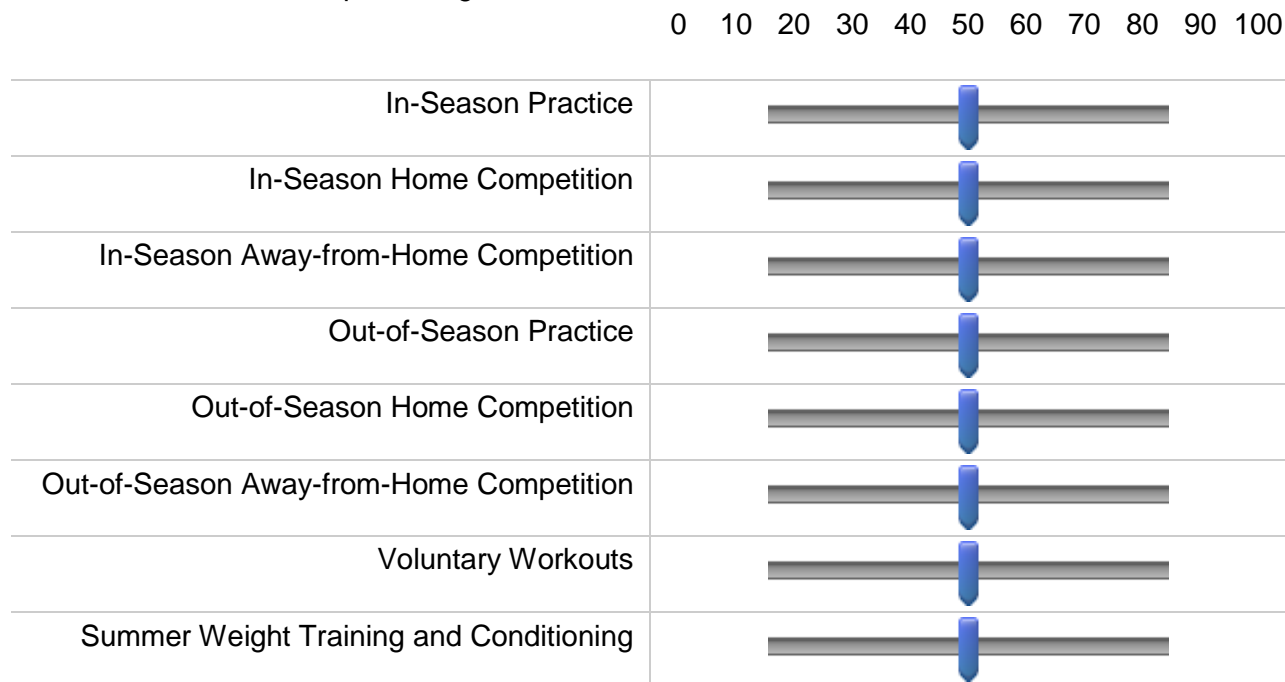 0 10 20 30 40 50 60 70 80 90 100
In-Season Practice
In-Season Home Competition
In-Season Away-from-Home Competition
Out-of-Season Practice
Out-of-Season Home Competition
Out-of-Season Away-from-Home Competition
Voluntary Workouts
Summer Weight Training and Conditioning